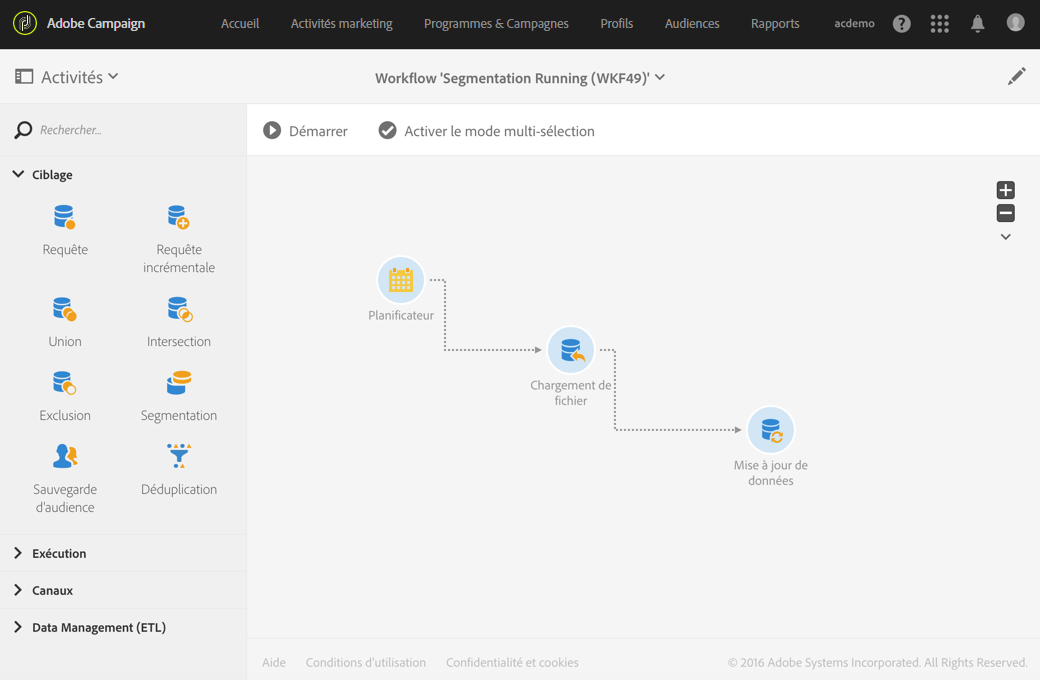 Adobe Campaign
Accueil
Activités marketing
Programmes & Campagnes
Profils
Audiences
Rapports
acdemo
Activités
Workflow 'Segmentation Running (WKF49)'
Rechercher...
Démarrer
Activer le mode multi-sélection
Ciblage
Requête
Requête
incrémentale
Union
Intersection
Exclusion
Segmentation
Sauvegarde
d'audience
Déduplication
Exécution
Canaux
Data Management (ETL)
Planificateur
Chargement de
fichier
Mise à jour de
données
Aide
Conditions d'utilisation
Confidentialité et cookies
© 2016 Adobe Systems Incorporated. All Rights Reserved.